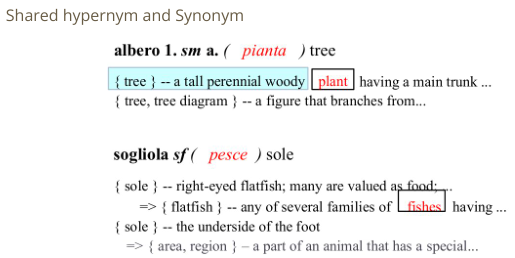 Shared hypernym and Synonym
albero 1. sm a. ( pianta ) tree
{ tree } -- a tall perennial woody plant having a main trunk ...
{ tree, tree diagram } -- a figure that branches from...
sogliola sf ( pesce ) sole
{ sole } -- right-eyed flatfish; many are valued as food; ...
=> { flatfish } -- any of several families of fishes having ...
{ sole } -- the underside of the foot
=> { area, region } – a part of an animal that has a special...